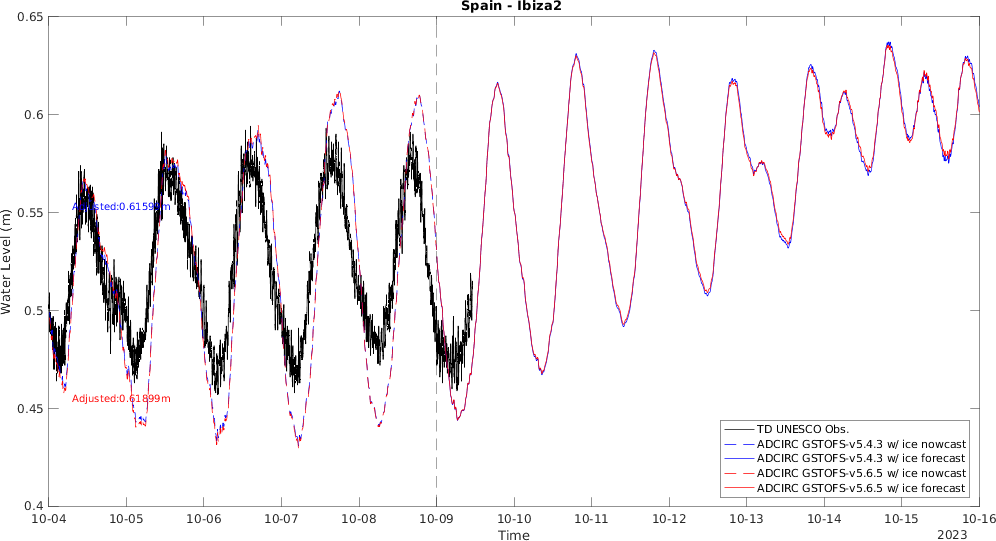 Spain - Ibiza2
0.65
0.6
0.55
0.5
0.45
0.4
Water Level (m)
Adjusted:0.6159 m
Adjusted:0.61899m
TD UNESCO Obs.
ADCIRC GSTOFS-v5.4.3 w/ ice nowcast
ADCIRC GSTOFS-v5.4.3 w/ ice forecast
ADCIRC GSTOFS-v5.6.5 w/ ice nowcast
ADCIRC GSTOFS-v5.6.5 w/ ice forecast
10-04 10-05 10-06 10-07 10-08 10-09 10-10 10-11 10-12 10-13 10-14 10-15 10-16
Time
2023